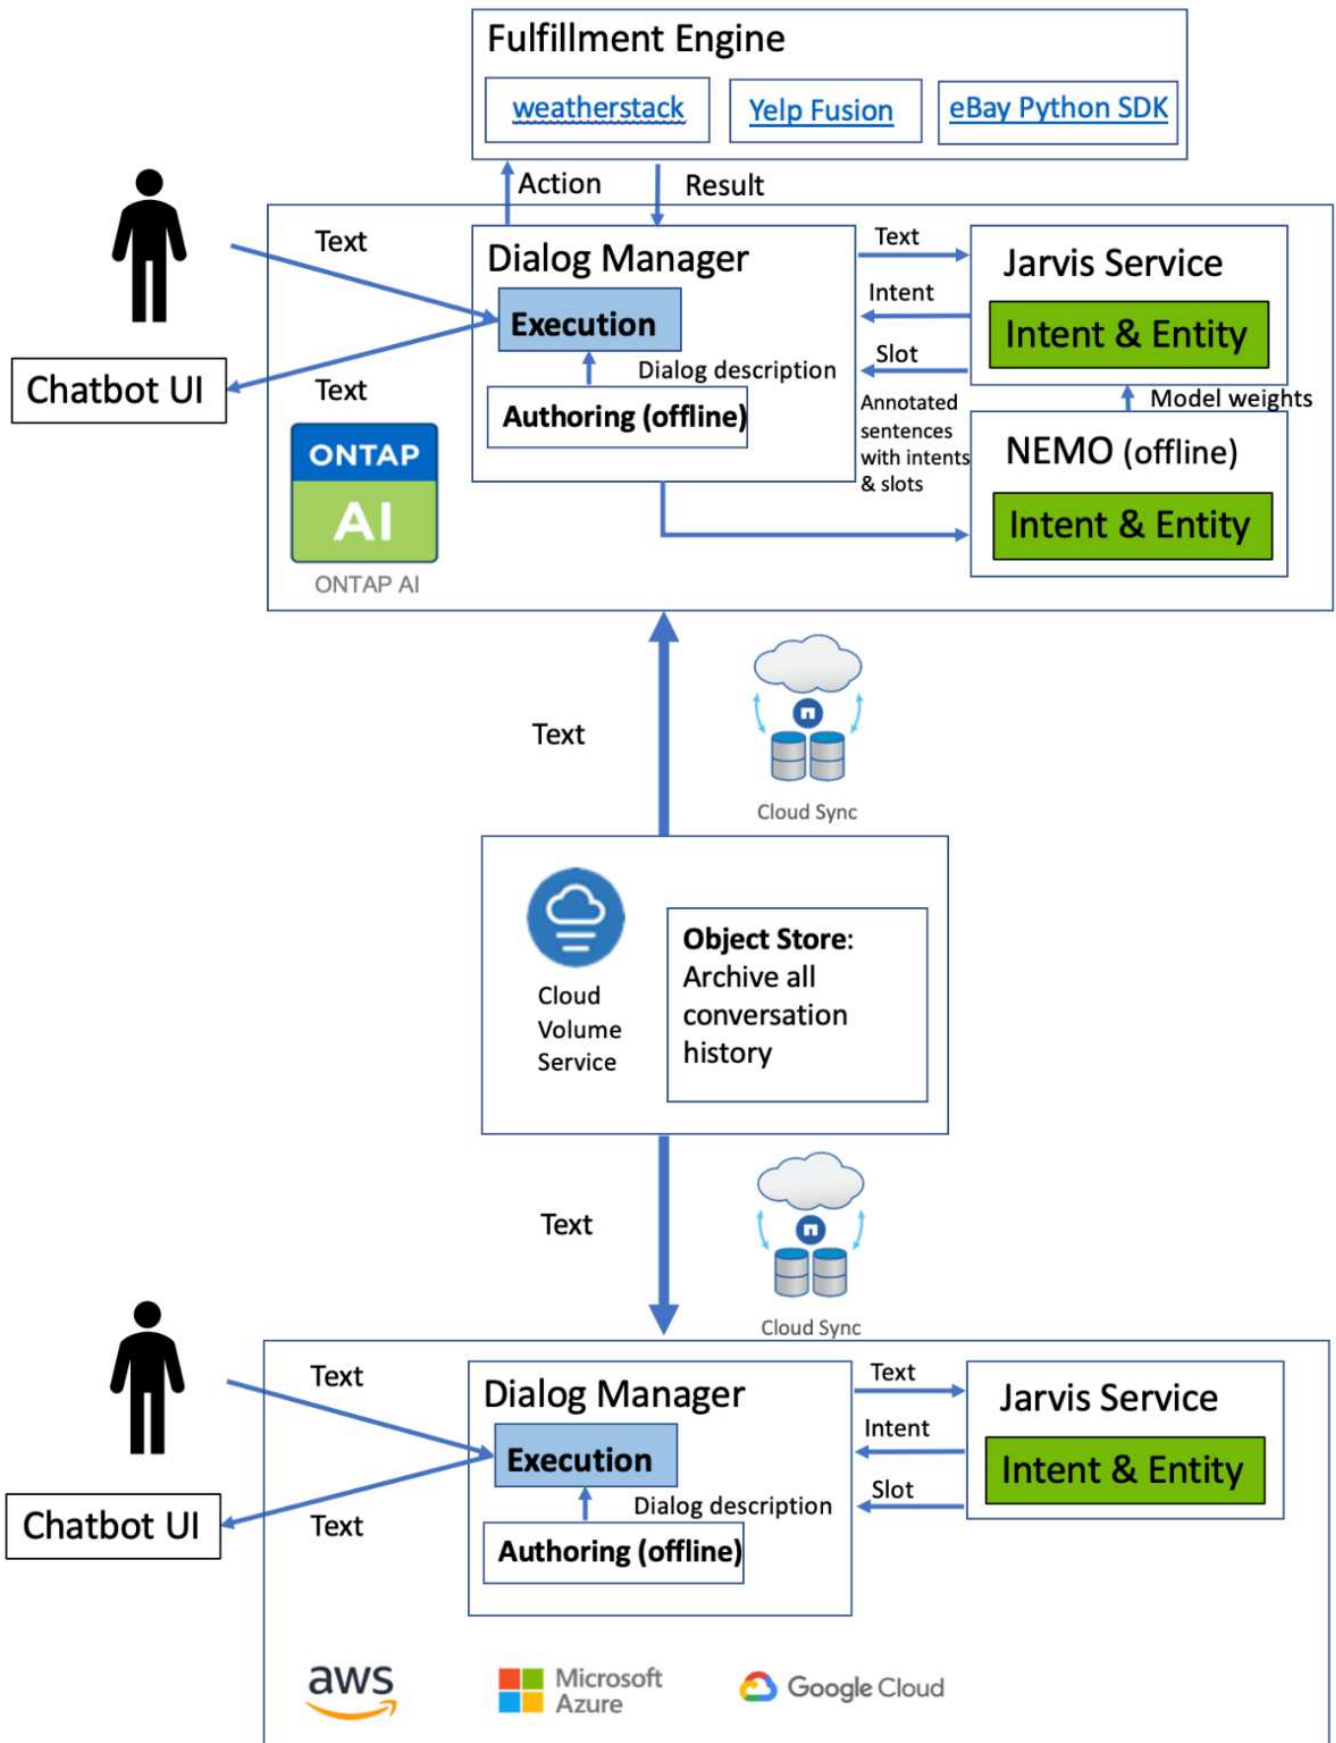 Fulfillment Engine
weatherstack
Yelp Fusion
eBay Python SDK
Action
Result
Text
Dialog Manager
Text
Jarvis Service
Intent
Execution
Intent & Entity
Slot
Dialog description
Chatbot UI
Text
Authoring (offline)
Annotated
sentences
with intents
& slots
Model weights
ONTAP
AI
ONTAP AI
NEMO (offline)
Intent & Entity
Text
Cloud Sync
Cloud
Volume
Service
Object Store:
Archive all
conversation
history
Text
Cloud Sync
Text
Dialog Manager
Text
Jarvis Service
Intent
Execution
Intent & Entity
Slot
Dialog description
Chatbot UI
Text
Authoring (offline)
aws
Microsoft
Azure
Google Cloud